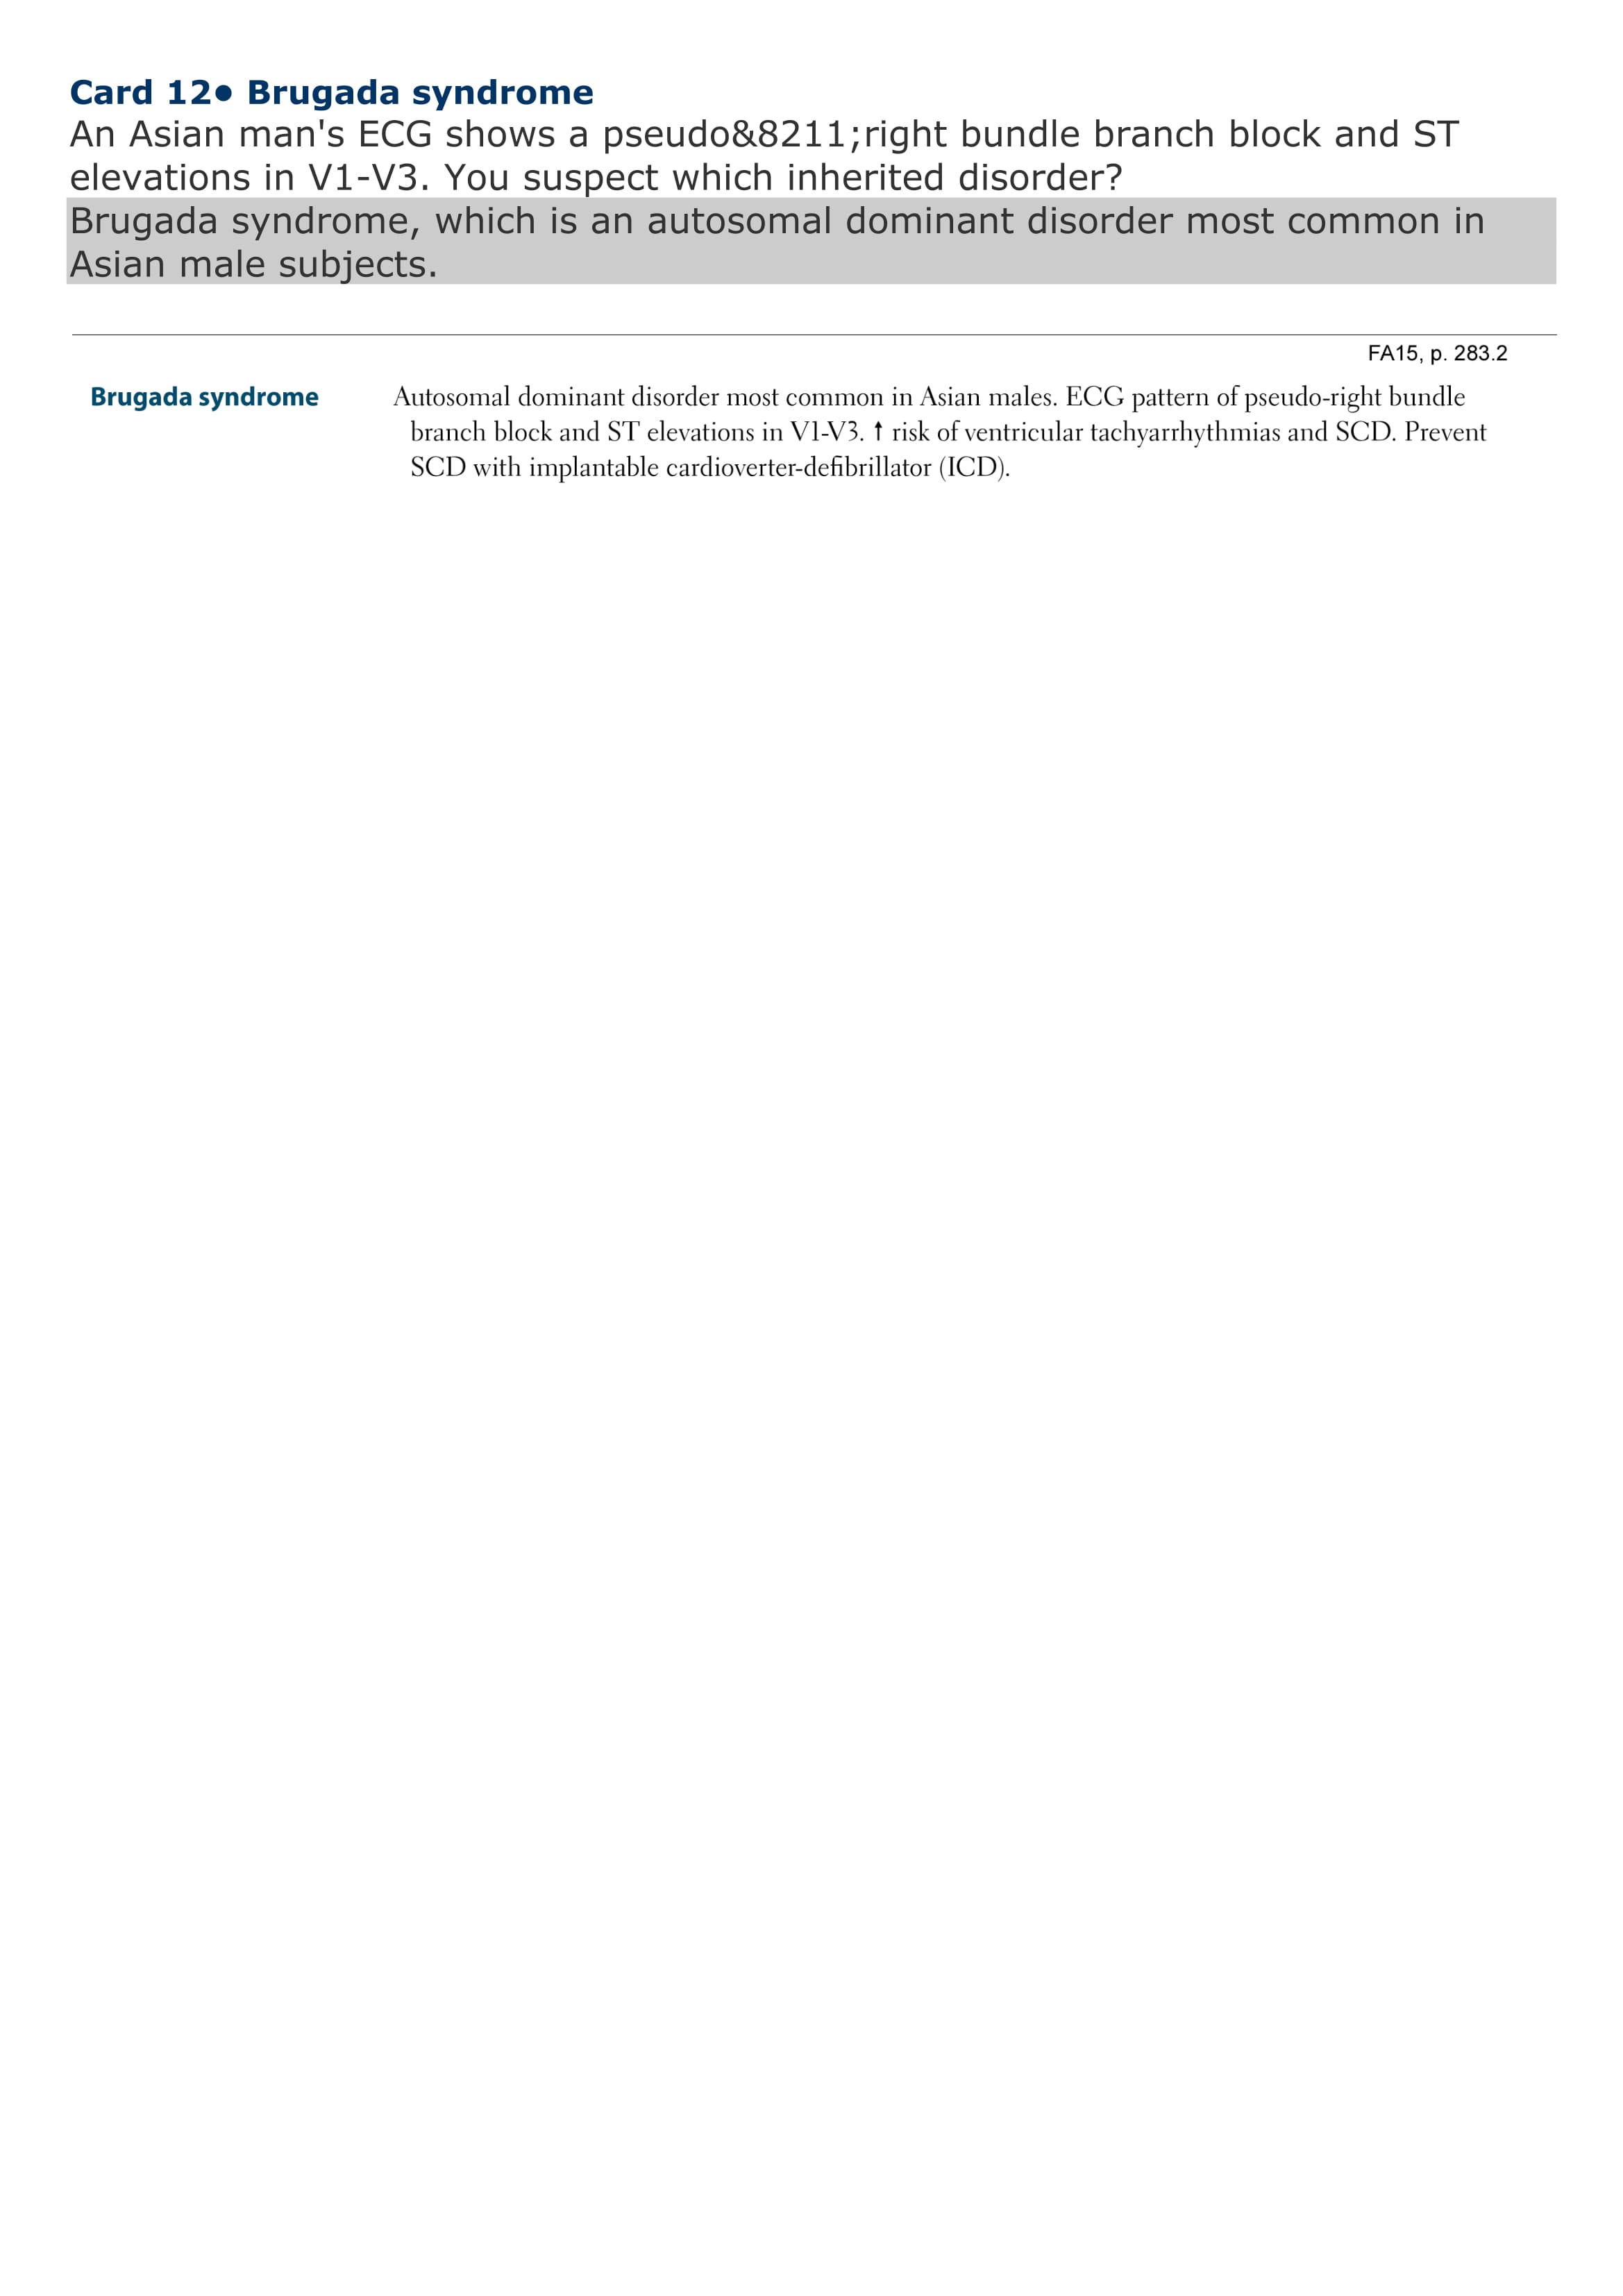 Card 12● Brugada syndrome
An Asian man's ECG shows a pseudo&8211;right bundle branch block and ST
elevations in V1-V3. You suspect which inherited disorder?
Brugada syndrome, which is an autosomal dominant disorder most common in
Asian male subjects.
FA15, p. 283.2
Brugada syndrome Autosomal dominant disorder most common in Asian males. ECG pattern of pseudo-right bundle
branch block and ST elevations in V1-V3. ↑ risk of ventricular tachyarrhythmias and SCD. Prevent
SCD with implantable cardioverter-defibrillator (ICD).